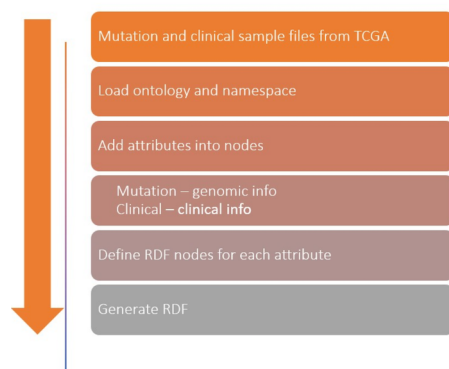 Mutation and clinical sample files from TCGA
Load ontology and namespace
Add attributes into nodes
Mutation – genomic info
Clinical – clinical info
Define RDF nodes for each attribute
Generate RDF